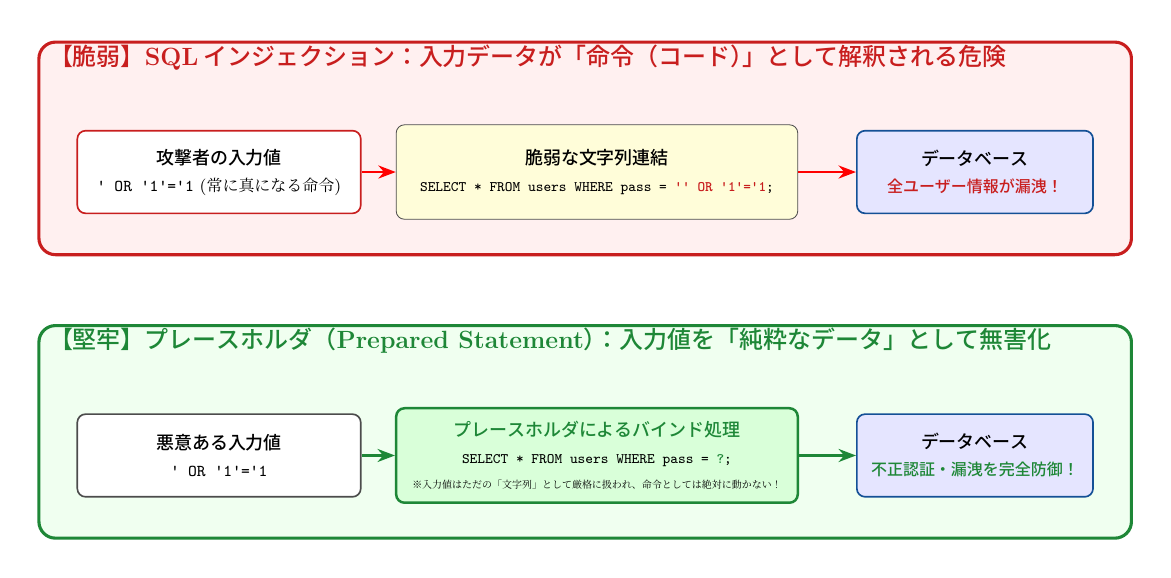 【脆弱】SQL インジェクション：入力データが「命令（コード）」として解釈される危険
攻撃者の入力値
' OR '1'='1 (常に真になる命令)
脆弱な文字列連結
SELECT * FROM users WHERE pass = '' OR '1'='1;
データベース
全ユーザー情報が漏洩！
【堅牢】プレースホルダ（Prepared Statement）：入力値を「純粋なデータ」として無害化
悪意ある入力値
' OR '1'='1
プレースホルダによるバインド処理
SELECT * FROM users WHERE pass = ?;
※入力値はただの「文字列」として厳格に扱われ、命令としては絶対に動かない！
データベース
不正認証・漏洩を完全防御！